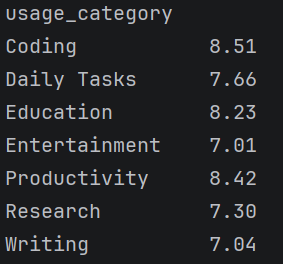 usage_category
Coding 8.51
Daily Tasks 7.66
Education 8.23
Entertainment 7.01
Productivity 8.42
Research 7.30
Writing 7.04